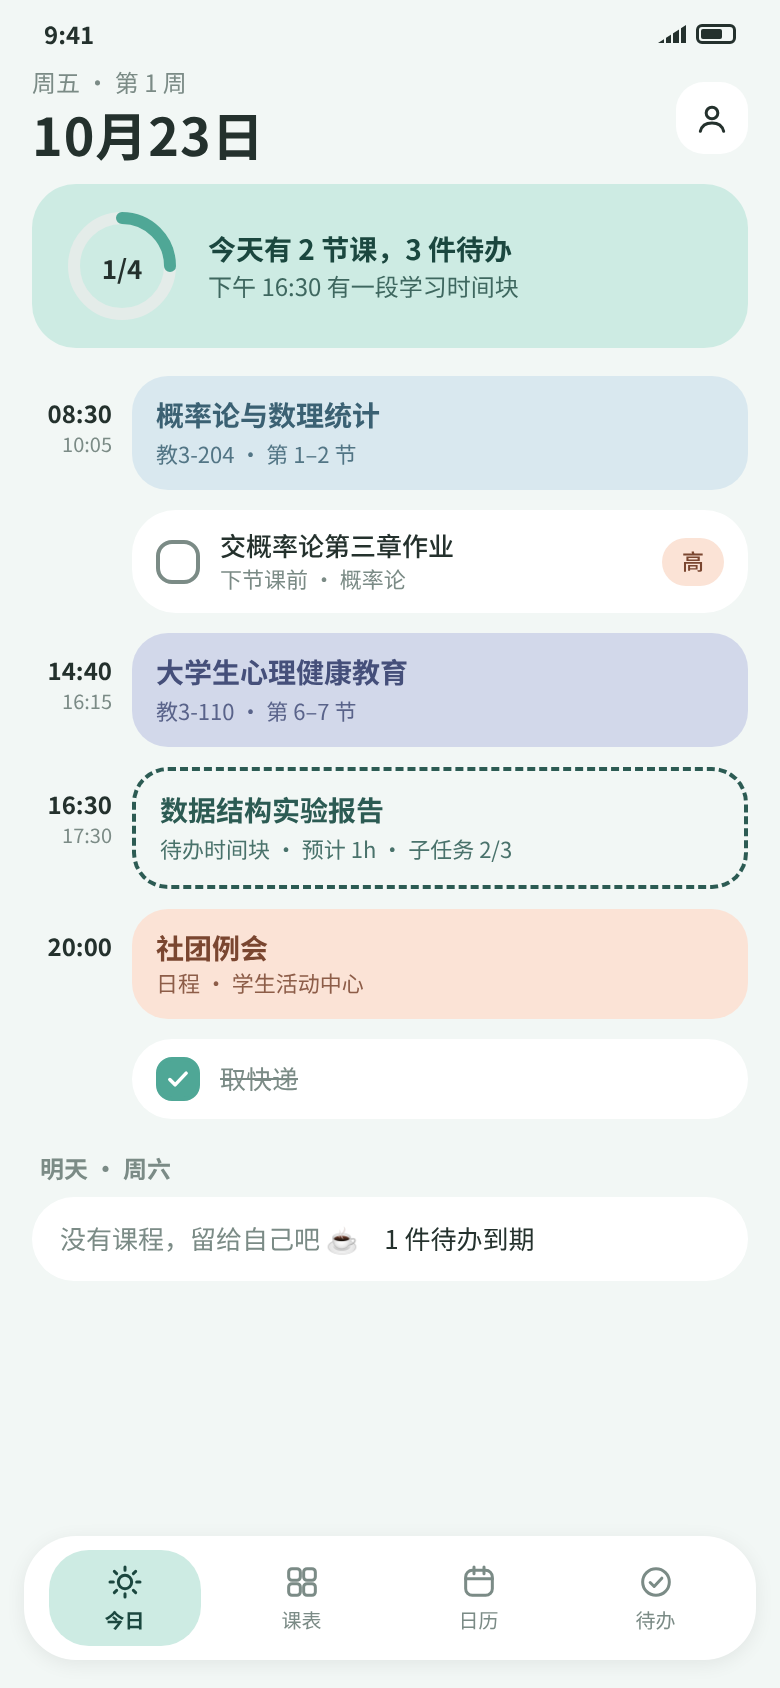 9:41
周五 · 第 1 周
10月23日
1/4
今天有 2 节课，3 件待办
下午 16:30 有一段学习时间块
08:30
10:05
概率论与数理统计
教3-204 · 第 1–2 节
交概率论第三章作业
下节课前 · 概率论
高
14:40
16:15
大学生心理健康教育
教3-110 · 第 6–7 节
16:30
17:30
数据结构实验报告
待办时间块 · 预计 1h · 子任务 2/3
20:00
社团例会
日程 · 学生活动中心
取快递
明天 · 周六
没有课程，留给自己吧 ☕ 1 件待办到期
今日
课表
日历
待办